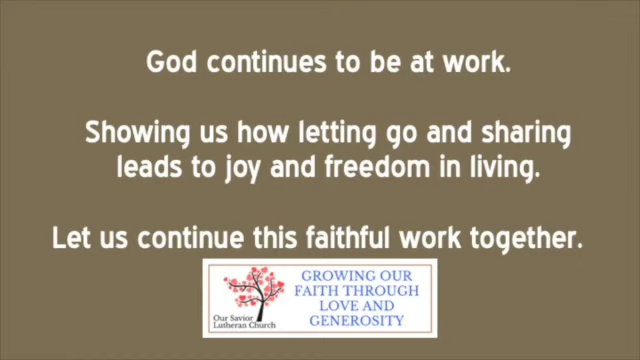 God continues to be at work.
Showing us how letting go and sharing
leads to joy and freedom in living.
Let us continue this faithful work together.
Our Savior
Lutheran Church
GROWING OUR
FAITH THROUGH
LOVE AND
GENEROSITY